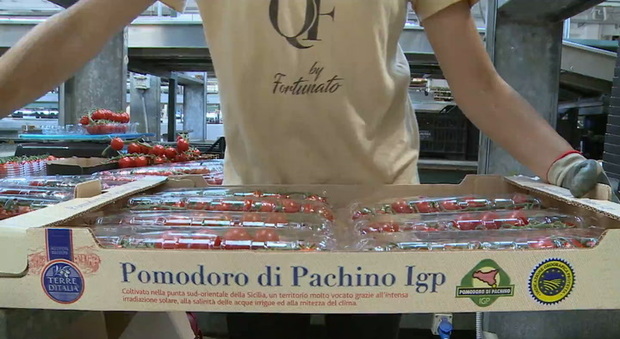 QF
by
Fortunato
TERRE
D'ITALIA
Pomodoro di Pachino Igp
Coltivato nella punta sud-orientale della Sicilia, un territorio molto vocato grazie all'intensa
irradiazione solare, alla salinità delle acque irrigue ed alla mitezza del clima.
POMODORO DI PACHINO
IGP